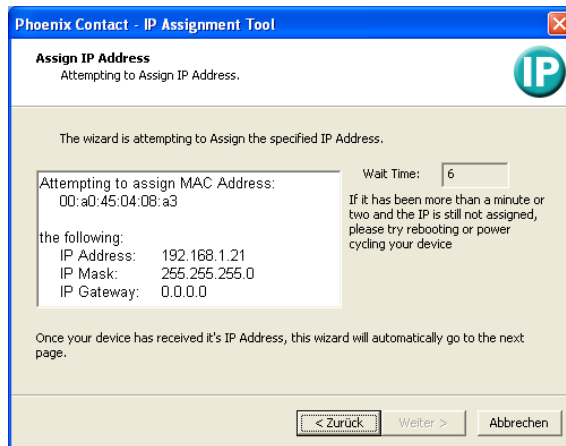 Phoenix Contact - IP Assignment Tool
Assign IP Address
Attempting to Assign IP Address.
IP
The wizard is attempting to Assign the specified IP Address.
Attempting to assign MAC Address:
00:a0:45:04:08:a3
the following:
IP Address: 192.168.1.21
IP Mask: 255.255.255.0
IP Gateway: 0.0.0.0
Wait Time: 6
If it has been more than a minute or
two and the IP is still not assigned,
please try rebooting or power
cycling your device
Once your device has received it's IP Address, this wizard will automatically go to the next
page.
< Zurück Weiter > Abbrechen